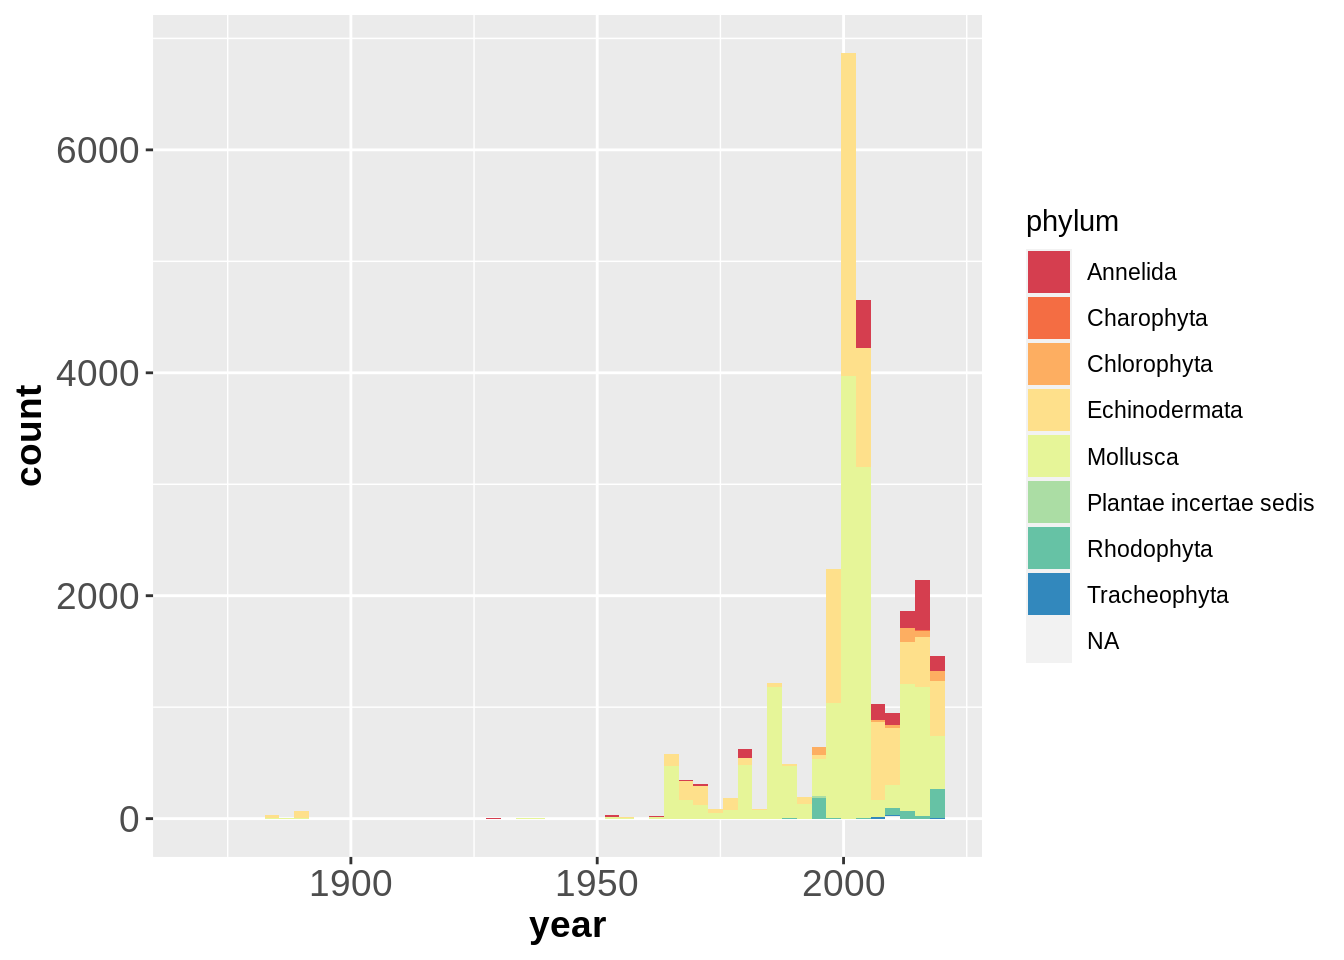 6000
4000
2000
0
count
1900 1950 2000
year
phylum
Annelida
Charophyta
Chlorophyta
Echinodermata
Mollusca
Plantae incertae sedis
Rhodophyta
Tracheophyta
NA